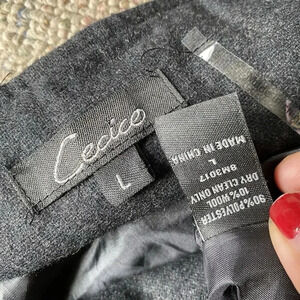 Cecico
L
90%POLYESTER
10% WOOL
DRY CLEAN ONLY
8M3017
L
MADE IN CHINA